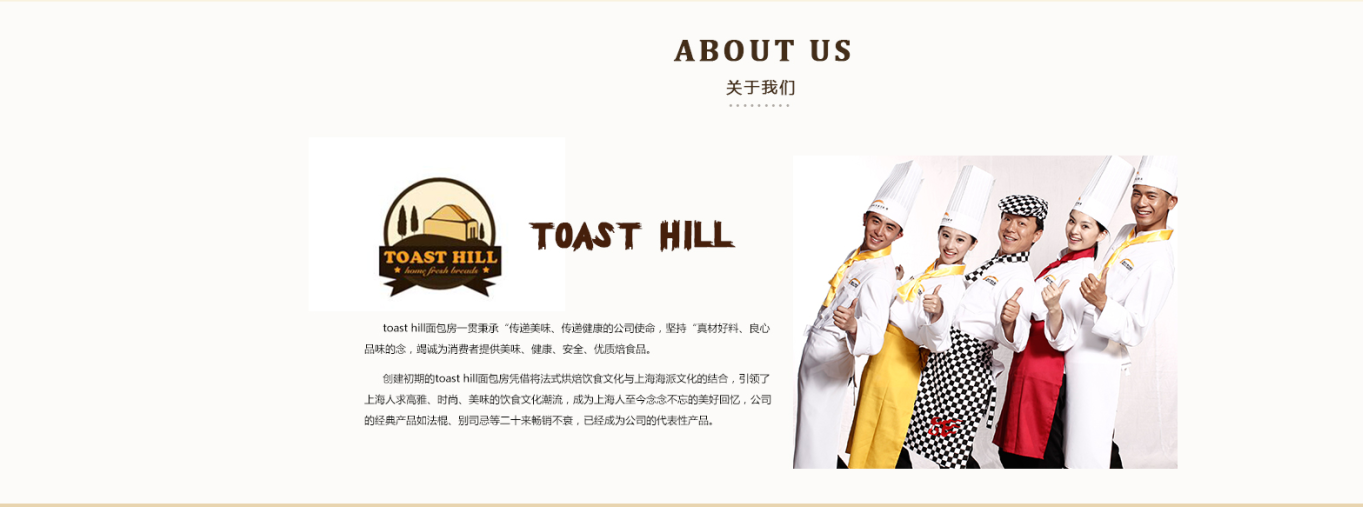 ABOUT US
关于我们
TOAST HILL
home fresh breads
TOAST HILL
toast hill面包房一贯秉承“传递美味、传递健康的公司使命，坚持“真材好料、良心
品味的念，竭诚为消费者提供美味、健康、安全、优质焙食品。
创建初期的toast hill面包房凭借将法式烘焙饮食文化与上海海派文化的结合，引领了
上海人求高雅、时尚、美味的饮食文化潮流，成为上海人至今念念不忘的美好回忆，公司
的经典产品如法棍、别司忌等二十来畅销不衰，已经成为公司的代表性产品。